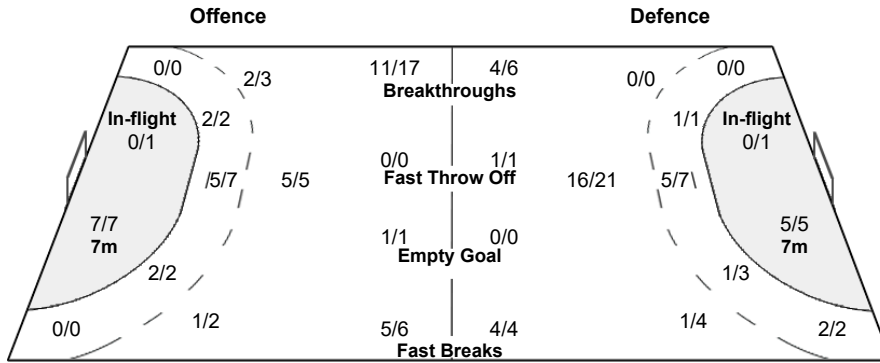 Offence Defence
0/0 2/3 11/17 4/6 0/0 0/0
Breakthroughs
In-flight 2/2 1/1 In-flight
0/1 0/1
5/7 5/5 0/0 1/1 16/21 5/7
Fast Throw Off
7/7 5/5
7m 1/1 0/0 7m
Empty Goal
2/2 1/3
0/0 1/2 5/6 4/4 1/4 2/2
Fast Breaks